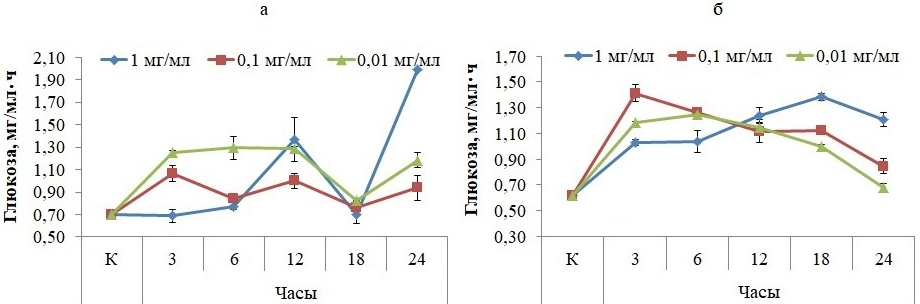 а
Глюкоза, мг/мл· ч
2,10
1,90
1,70
1,50
1,30
1,10
0,90
0,70
0,50
1 мг/мл 0,1 мг/мл 0,01 мг/мл
К 3 6 12 18 24
Часы
б
Глюкоза, мг/мл· ч
1,70
1,50
1,30
1,10
0,90
0,70
0,50
0,30
1 мг/мл 0,1 мг/мл 0,01 мг/мл
К 3 6 12 18 24
Часы